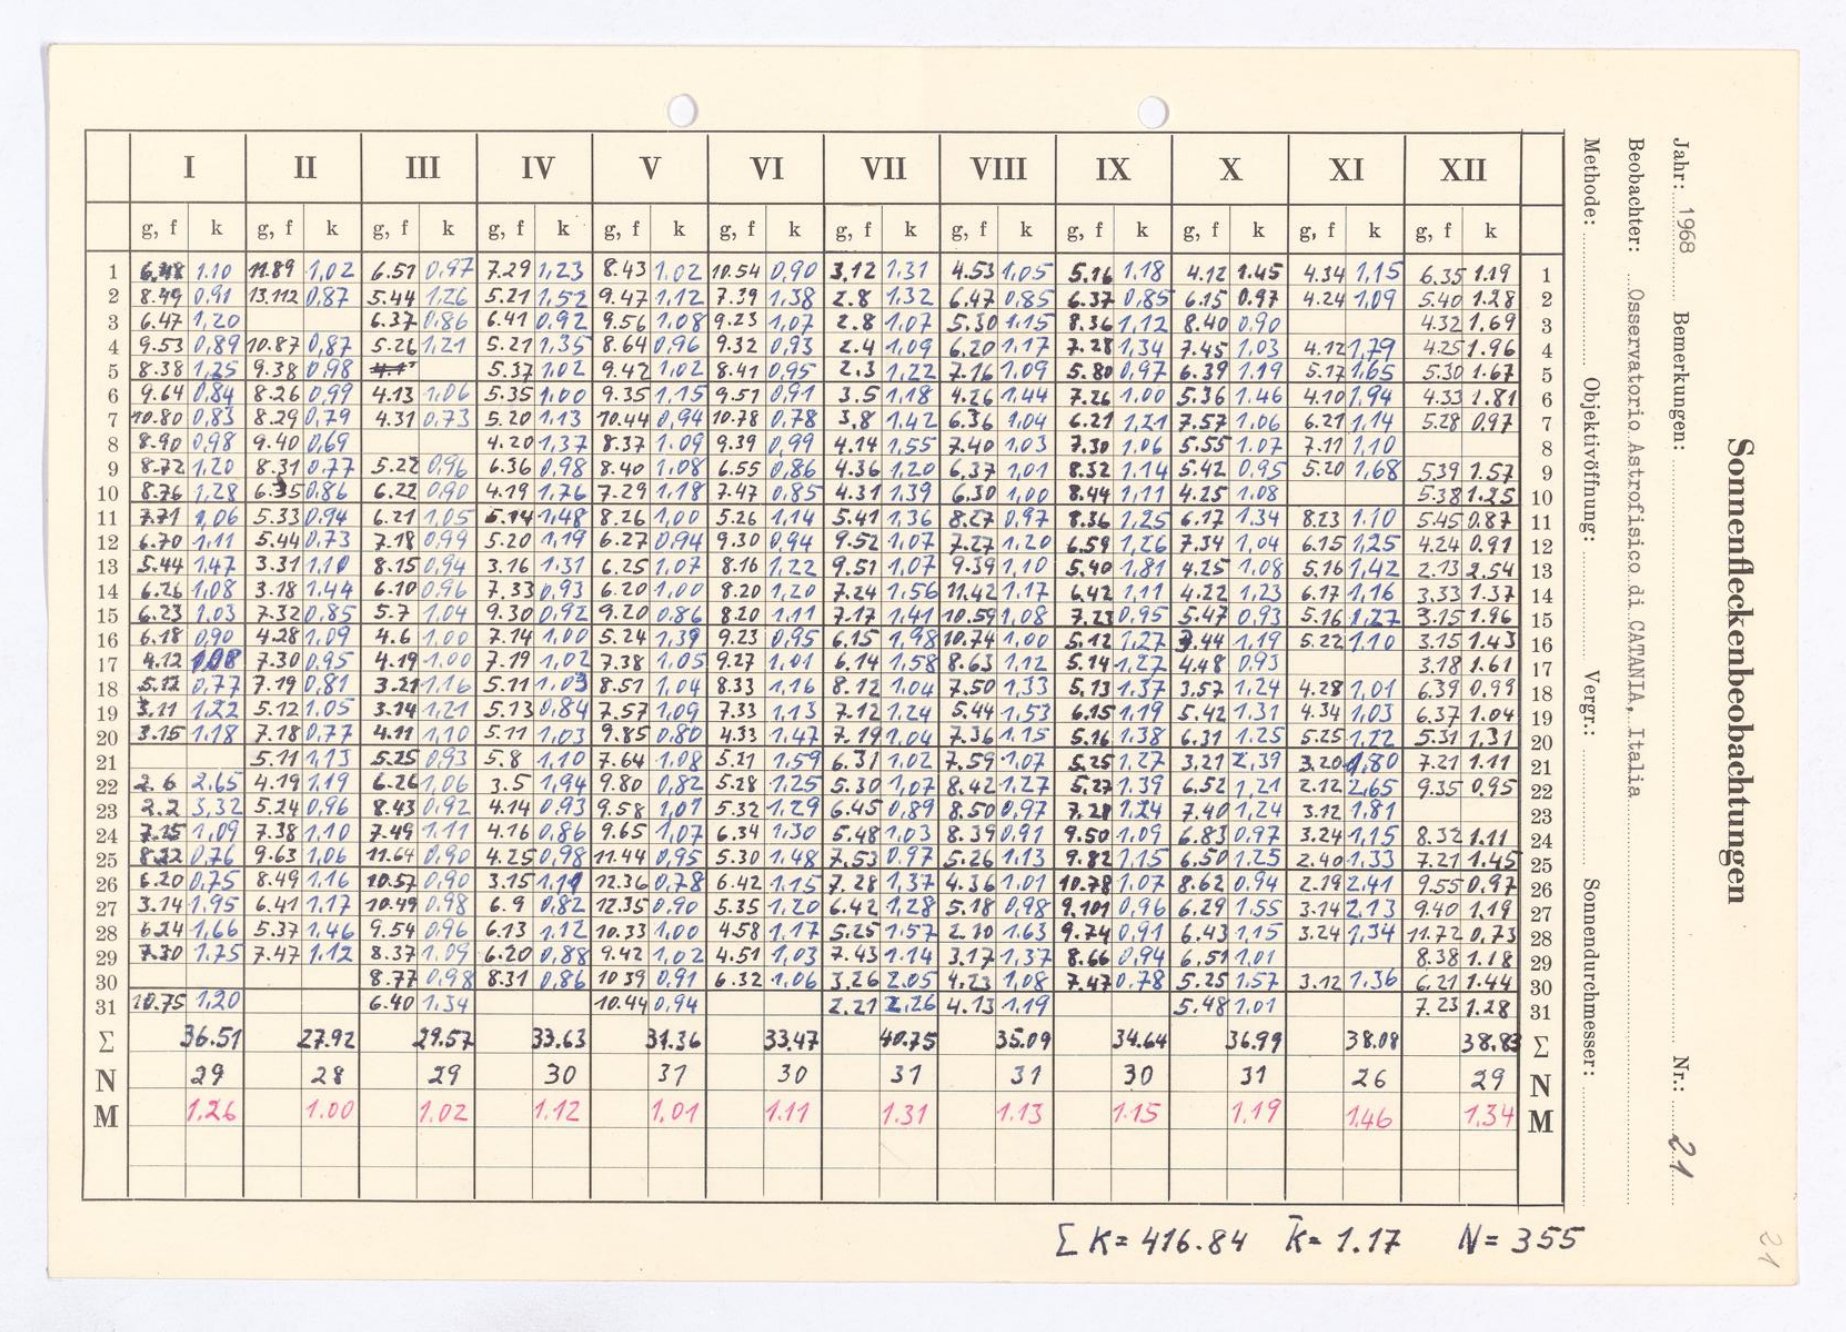 I II III IV V VI VII VIII IX X XI XII
g, f k g, f k g, f k g, f k g, f k g, f k g, f k g, f k g, f k g, f k g, f k g, f k
1 1.10 11.89 1,02 6.51 0,97 7.29 1,23 8.43 1.02 10.54 0,90 3,12 1,31 4.53 1,05 5.16 1,18 4.12 1.45 4.34 1,15 6.35 1.19 1
2 8.49 0,91 13,112 0,87 5.44 1,26 5.21 1,52 9.47 1,12 7.39 1,38 2.8 1,32 6.47 0,85 6.37 0,85 6.15 0.97 4.24 1,09 5.40 1.28 2
3 6.47 1,20 6.37 0,86 6.41 0,92 9.56 1,08 9.23 1,07 2.8 1,07 5.30 1.15 8.36 1,12 8.40 0,90 4.32 1.69 3
4 9.53 0,89 10.87 0,87 5.26 1,21 5.21 1,35 8.64 0,96 9.32 0,93 2.4 1,09 6.20 1,17 7.28 1,34 7.45 1,03 4.12 1,79 4.25 1.96 4
5 8.38 1,25 9.38 0,98 5.37 1.02 9.42 1,02 8.41 0,95 2.3 1,22 7.16 1.09 5.80 0,97 6.39 1.19 5.17 1,65 5.30 1.67 5
6 9.64 0,84 8.26 0,99 4.13 1,06 5.35 1,00 9.35 1,15 9.51 0,91 3.5 1,18 4.26 1.44 7.26 1,00 5.36 1.46 4.10 1,94 4.33 1.81 6
7 10.80 0,83 8.29 0,79 4.31 0,73 5.20 1,13 10.44 0,94 10.78 0,78 3,8 1,42 6.36 1,04 6.21 1,21 7.57 1,06 6.21 1,14 5.28 0.97 7
8 8.90 0,98 9.40 0,69 4.20 1,37 8.37 1.09 9.39 0,99 4.14 1,55 7.40 1,03 7.30 1.06 5.55 1.07 7.11 1,10 8
9 8.72 1.20 8.31 0,77 5.22 0,96 6.36 0,98 8.40 1,08 6.55 0,86 4.36 1,20 6,37 1,01 8.32 1.14 5.42 0,95 5.20 1,68 5.39 1.57 9
10 8.76 1,28 6.35 0,86 6.22 0,90 4.19 1,76 7.29 1,18 7.47 0,85 4.31 1,39 6,30 1,00 8.44 1,11 4.25 1.08 5.38 1.25 10
11 7.71 1,06 5.33 0,94 6.21 1,05 5.14 1,48 8.26 1,00 5.26 1,14 5.41 1,36 8.27 0,97 8.36 1,25 6.17 1.34 8.23 1.10 5.45 0.87 11
12 6.70 1,11 5.44 0,73 7.18 0,99 5.20 1,19 6.27 0,94 9.30 0,94 9.52 1,07 7.27 1,20 6.59 1,26 7.34 1,04 6.15 1,25 4.24 0.91 12
13 5.44 1,47 3.31 1,10 8.15 0,94 3.16 1.31 6.25 1,07 8.16 1,22 9.51 1,07 9.39 1,10 5.40 1,81 4.25 1,08 5.16 1,42 2.13 2.54 13
14 6.26 1,08 3.18 1.44 6.10 0,96 7.33 0,93 6.20 1.00 8.20 1,20 7.24 1,56 11.42 1.17 6.42 1,11 4.22 1,23 6.17 1,16 3.33 1.37 14
15 6.23 1.03 7.32 0,85 5.7 1.04 9.30 0,92 9.20 0,86 8.20 1,11 7.17 1,41 10.59 1,08 7.23 0,95 5.47 0,93 5.16 1,27 3.15 1.96 15
16 6.18 0,90 4.28 1,09 4.6 1.00 7.14 1,00 5.24 1,39 9.23 0,95 6.15 1,98 10.74 1,00 5.12 1,27 7.44 1,19 5.22 1,10 3.15 1.43 16
17 4.12 1,08 7.30 0,95 4.19 1.00 7.19 1,02 7.38 1,05 9.27 1,01 6.14 1,58 8.63 1,12 5.14 1,27 4.48 0,93 3.18 1.61 17
18 5.12 0,77 7.19 0,81 3.21 1,16 5.11 1,03 8.51 1,04 8.33 1,16 8.12 1,04 7.50 1,33 5,13 1,37 3.57 1,24 4.28 1,01 6.39 0.99 18
19 3.11 1,22 5.12 1.05 3.14 1,21 5.13 0,84 7.57 1,09 7.33 1,13 7.12 1,24 5.44 1,53 6.15 1,19 5.42 1.31 4.34 1,03 6.37 1.04 19
20 3.15 1,18 7.18 0,77 4.11 1,10 5.11 1,03 9.85 0,80 4.33 1,47 7.19 1,04 7.36 1.15 5.16 1.38 6.31 1.25 5.25 1,22 5.31 1.31 20
21 5.11 1,13 5.25 0,93 5.8 1,10 7.64 1,08 5.21 1.59 6.31 1.02 7.59 1.07 5.25 1,27 3.21 2,39 3.20 1,80 7.21 1.11 21
22 2.6 2,65 4.19 1.19 6.26 1,06 3.5 1,94 9.80 0,82 5.28 1.25 5.30 1,07 8.42 1.27 5.27 1.39 6.52 1,21 2.12 2,65 9.35 0.95 22
23 2.2 3,32 5.24 0,96 8.43 0,92 4.14 0,93 9.58 1,01 5.32 1,29 6.45 0,89 8.50 0,97 7.21 1,24 7.40 1,24 3.12 1,81 23
24 7.25 1,09 7.38 1,10 7.49 1.11 4.16 0,86 9.65 1,07 6.34 1,30 5.48 1,03 8.39 0,91 9.50 1.09 6.83 0,97 3.24 1,15 8.32 1.11 24
25 8.22 0,76 9.63 1,06 11.64 0,90 4.25 0,98 11.44 0,95 5.30 1,48 7.53 0.97 5.26 1.13 9.82 1,15 6.50 1.25 2.40 1.33 7.21 1.45 25
26 6.20 0,75 8.49 1.16 10.57 0,90 3.15 1,19 12.36 0,78 6.42 1,15 7.28 1,37 4.36 1.01 10.78 1,07 8.62 0,94 2.19 2,41 9.55 0.97 26
27 3.14 1,95 6.41 1,17 10.49 0.98 6.9 0,82 12.35 0,90 5.35 1,20 6.42 1,28 5.18 0,98 9.101 0,96 6.29 1.55 3.14 2,13 9.40 1.19 27
28 6.24 1,66 5.37 1.46 9.54 0,96 6.13 1,12 10.33 1,00 4.58 1,17 5.25 1.57 2.10 1.63 9.74 0,91 6.43 1,15 3.24 1,34 11.72 0,73 28
29 7.30 1,75 7.47 1,12 8.37 1,09 6.20 0,88 9.42 1,02 4.51 1,03 7.43 1.14 3.17 1,37 8.66 0,94 6,51 1,01 8.38 1.18 29
30 8.77 0,98 8.31 0,86 10 39 0,91 6.32 1,06 3,26 2.05 4.23 1,08 7.47 0.78 5.25 1,57 3,12 1.36 6.21 1.44 30
31 10.75 1,20 6.40 1.34 10.44 0,94 2.21 2,26 4.13 1,19 5.48 1,01 7.23 1.28 31
Σ 36.51 27.92 29.57 33.63 31.36 33.47 40.75 35.09 34.64 36.99 38.08 38.83 Σ
N 29 28 29 30 31 30 31 31 30 31 26 29 N
M 1.26 1.00 1.02 1.12 1.01 1.11 1.31 1.13 1.15 1.19 1.46 1.34 M
Σ K = 416.84 k̄ = 1.17 N = 355
Sonnenfleckenbeobachtungen
Jahr: 1968 Bemerkungen: Nr.: 21
Beobachter: Osservatorio Astrofisico di CATANIA, Italia
Methode: Objektivöffnung: Vergr.: Sonnendurchmesser:
21